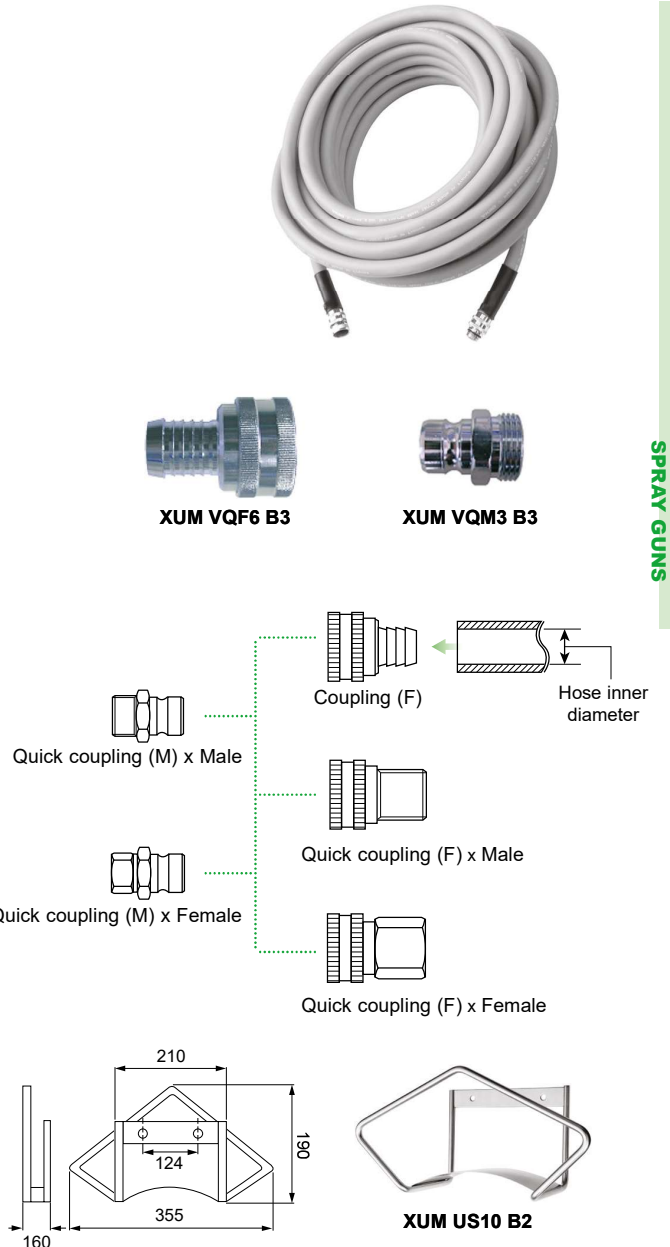 SPRAY GUNS
XUM VQF6 B3
XUM VQM3 B3
Coupling (F)
Hose inner
diameter
Quick coupling (M) x Male
Quick coupling (F) x Male
Quick coupling (M) x Female
Quick coupling (F) x Female
210
190
124
355
160
XUM US10 B2